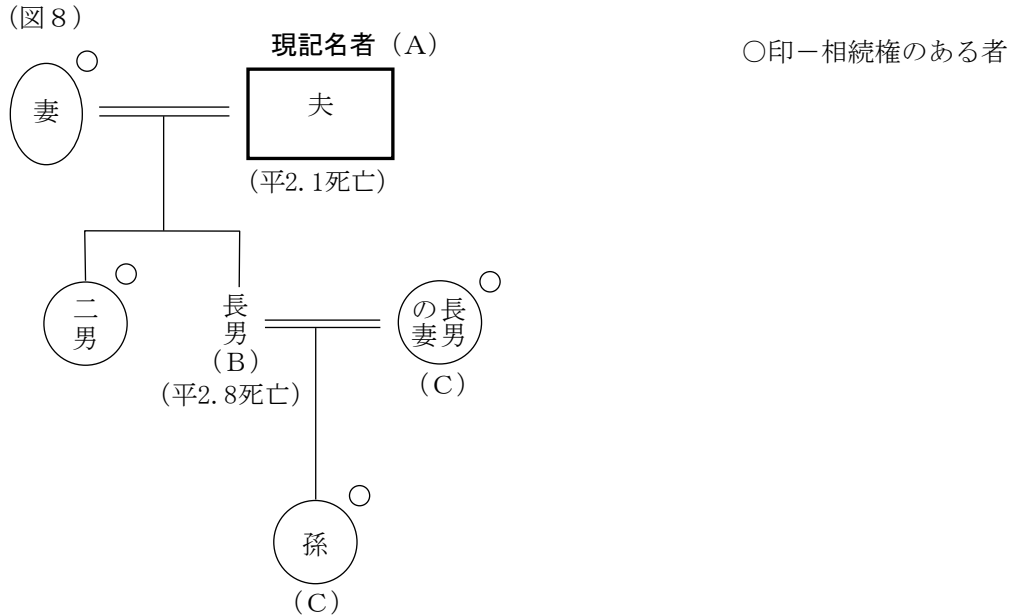 (図8)
現記名者(A)
○印－相続権のある者
妻
夫
(平2.1死亡)
二男
長男
(B)
(平2.8死亡)
長男の妻
(C)
孫
(C)